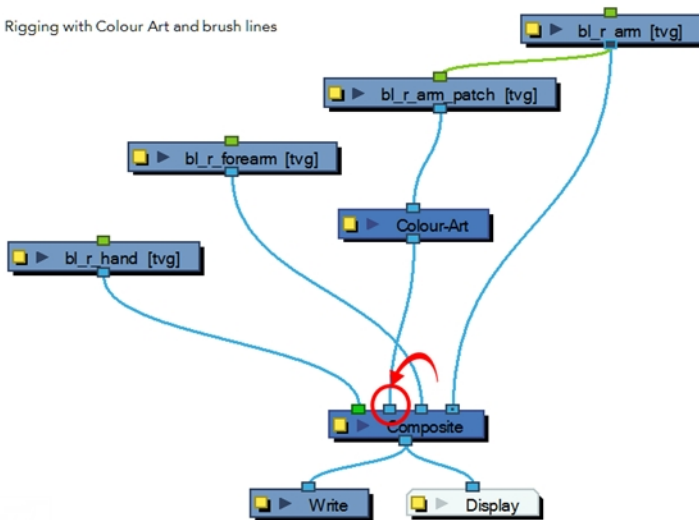 Rigging with Colour Art and brush lines
bl_r_arm [tvg]
bl_r_arm_patch [tvg]
bl_r_forearm [tvg]
Colour-Art
bl_r_hand [tvg]
Composite
Write
Display